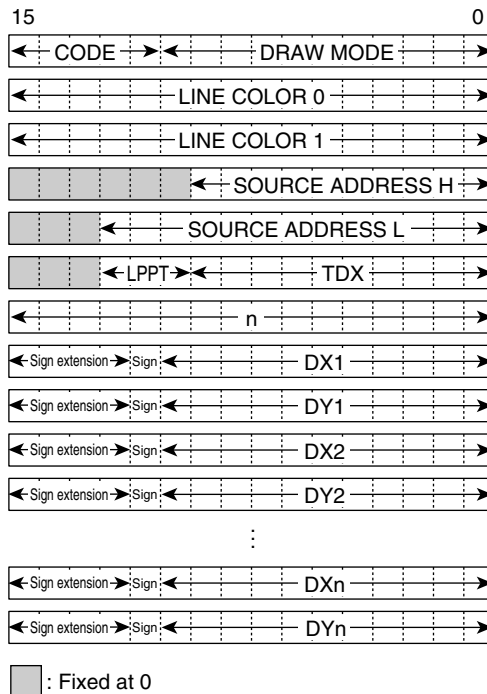 15 0
CODE DRAW MODE
LINE COLOR 0
LINE COLOR 1
SOURCE ADDRESS H
SOURCE ADDRESS L
LPPT TDX
n
Sign extension Sign DX1
Sign extension Sign DY1
Sign extension Sign DX2
Sign extension Sign DY2
⋮
Sign extension Sign DXn
Sign extension Sign DYn
: Fixed at 0